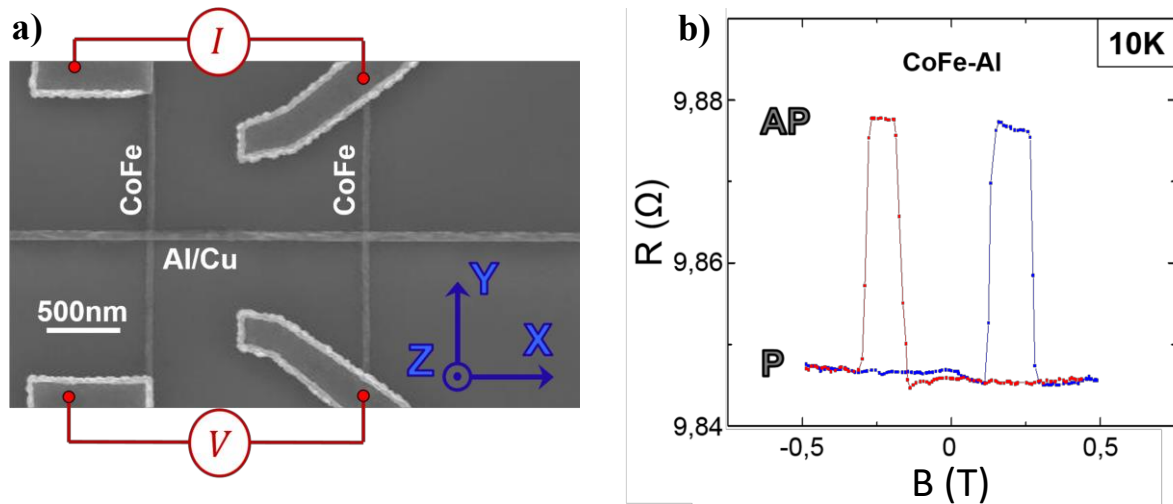 a)
I
CoFe
CoFe
Al/Cu
500nm
Y
X
Z
V
b)
10K
CoFe-Al
9,88
AP
9,86
R (Ω)
P
9,84
-0,5
0
0,5
B (T)